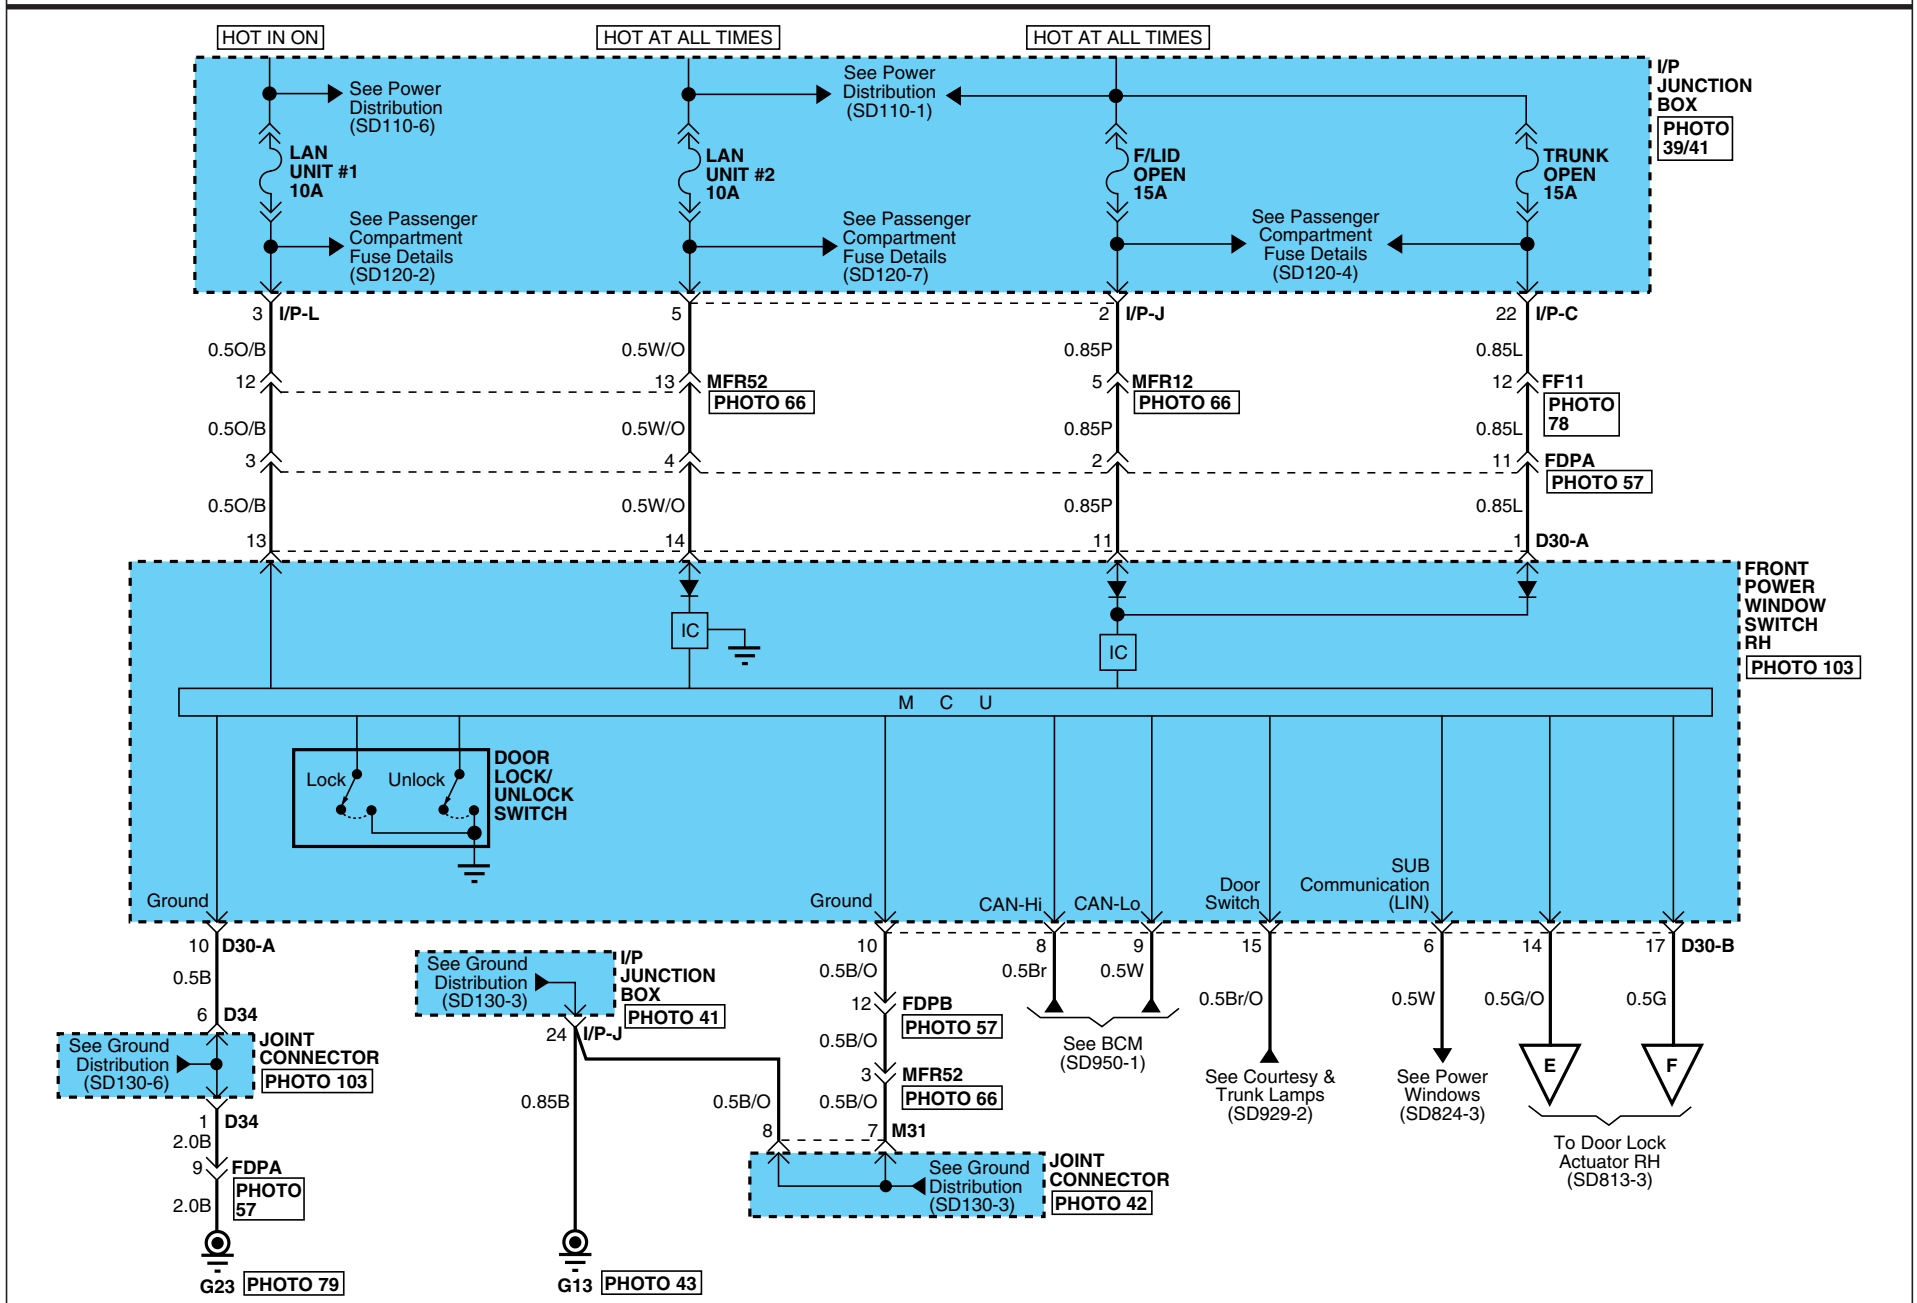 HOT IN ON
HOT AT ALL TIMES
HOT AT ALL TIMES
See Power
Distribution
(SD110-6)
See Power
Distribution
(SD110-1)
I/P
JUNCTION
BOX
PHOTO
39/41
LAN
UNIT #1
10A
LAN
UNIT #2
10A
F/LID
OPEN
15A
TRUNK
OPEN
15A
See Passenger
Compartment
Fuse Details
(SD120-2)
See Passenger
Compartment
Fuse Details
(SD120-7)
See Passenger
Compartment
Fuse Details
(SD120-4)
3 I/P-L
5
2 I/P-J
22 I/P-C
0.5O/B
0.5W/O
0.85P
0.85L
12
13 MFR52
PHOTO 66
5 MFR12
PHOTO 66
12 FF11
PHOTO
78
0.5O/B
0.5W/O
0.85P
0.85L
3
4
2
11 FDPA
PHOTO 57
0.5O/B
0.5W/O
0.85P
0.85L
13
14
11
1 D30-A
FRONT
POWER
WINDOW
SWITCH
RH
PHOTO 103
IC
IC
M C U
Lock
Unlock
DOOR
LOCK/
UNLOCK
SWITCH
Ground
Ground
CAN-Hi
CAN-Lo
Door
Switch
SUB
Communication
(LIN)
10 D30-A
10
8
9
15
6
14
17 D30-B
0.5B
0.5B/O
0.5Br
0.5W
0.5Br/O
0.5W
0.5G/O
0.5G
6 D34
See Ground
Distribution
(SD130-6)
JOINT
CONNECTOR
PHOTO 103
1 D34
2.0B
9 FDPA
PHOTO
57
2.0B
G23 PHOTO 79
See Ground
Distribution
(SD130-3)
I/P
JUNCTION
BOX
PHOTO 41
24 I/P-J
0.85B
0.5B/O
G13 PHOTO 43
12 FDPB
PHOTO 57
0.5B/O
3 MFR52
PHOTO 66
0.5B/O
8
7 M31
See Ground
Distribution
(SD130-3)
JOINT
CONNECTOR
PHOTO 42
See BCM
(SD950-1)
See Courtesy &
Trunk Lamps
(SD929-2)
See Power
Windows
(SD824-3)
E
F
To Door Lock
Actuator RH
(SD813-3)